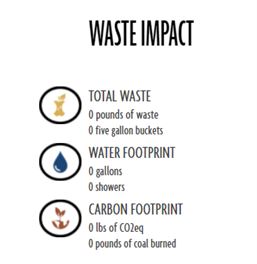 WASTE IMPACT
TOTAL WASTE
0 pounds of waste
0 five gallon buckets
WATER FOOTPRINT
0 gallons
0 showers
CARBON FOOTPRINT
0 lbs of CO2eq
0 pounds of coal burned